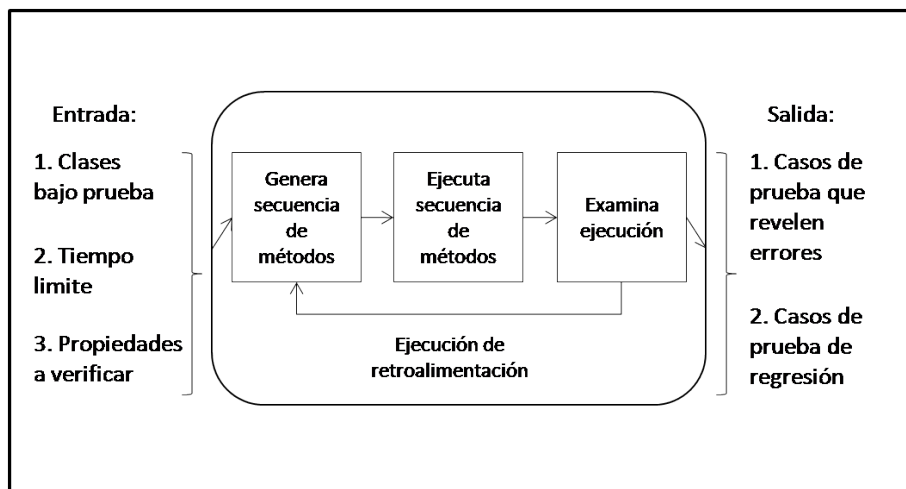 Entrada:
1. Clases
bajo prueba
2. Tiempo
limite
3. Propiedades
a verificar
Genera
secuencia
de
métodos
Ejecuta
secuencia
de
métodos
Examina
ejecución
Ejecución de
retroalimentación
Salida:
1. Casos de
prueba que
revelen
errores
2. Casos de
prueba de
regresión